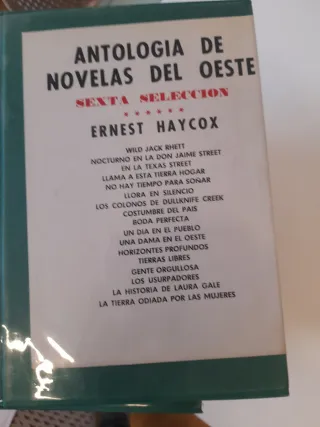 ANTOLOGIA DE
NOVELAS DEL OESTE
SEXTA SELECCION
******
ERNEST HAYCOX
WILD JACK RHETT
NOCTURNO EN LA DON JAIME STREET
EN LA TEXAS STREET
LLAMA A ESTA TIERRA HOGAR
NO HAY TIEMPO PARA SOÑAR
LLORA EN SILENCIO
LOS COLONOS DE DULLKNIFE CREEK
COSTUMBRE DEL PAIS
BODA PERFECTA
UN DIA EN EL PUEBLO
UNA DAMA EN EL OESTE
HORIZONTES PROFUNDOS
TIERRAS LIBRES
GENTE ORGULLOSA
LOS USURPADORES
LA HISTORIA DE LAURA GALE
LA TIERRA ODIADA POR LAS MUJERES